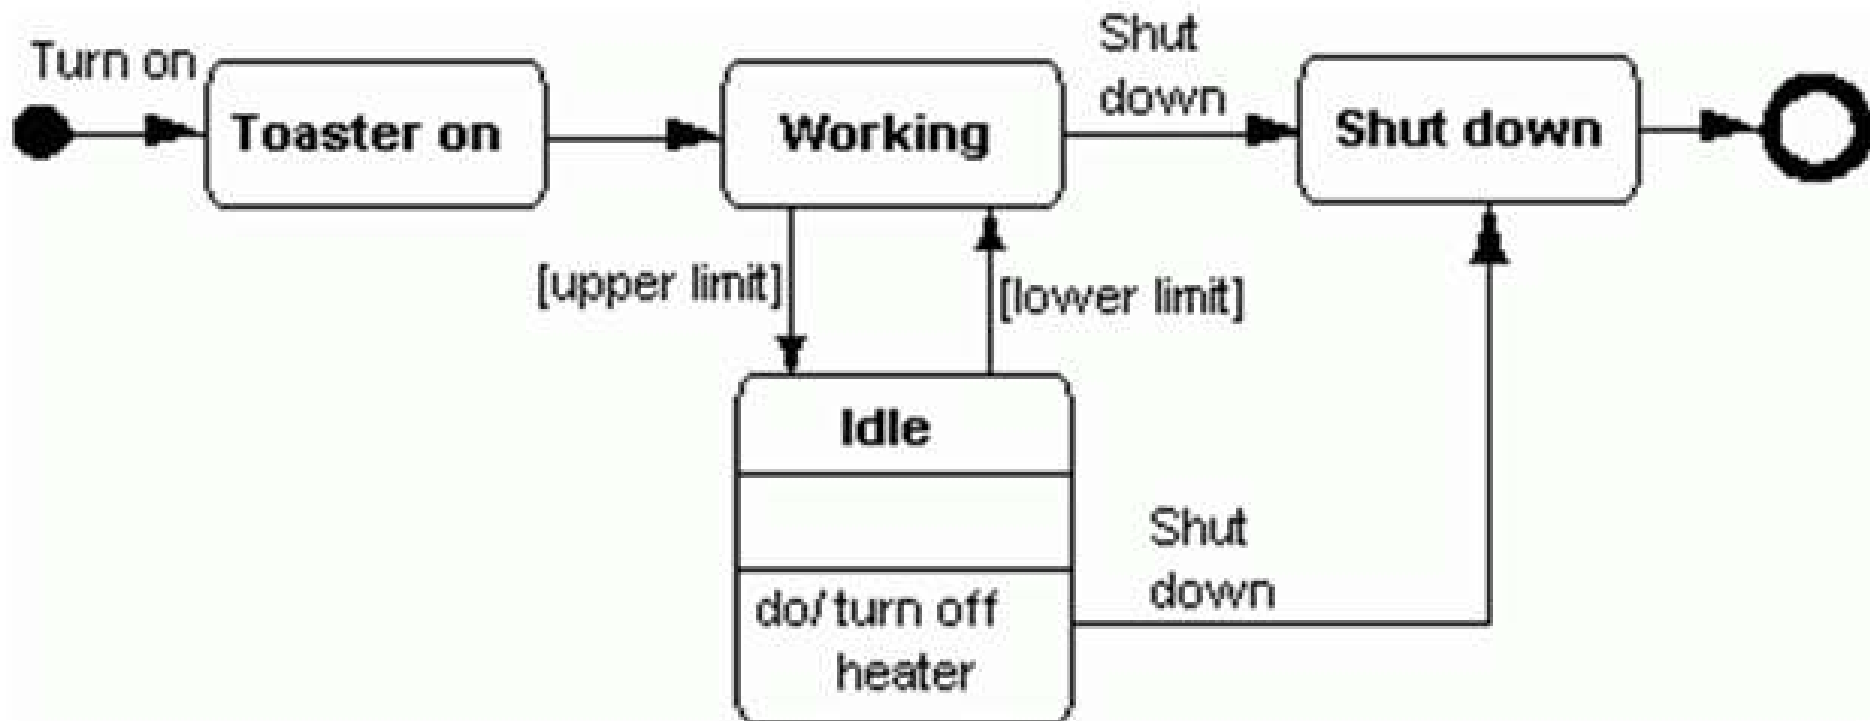 Turn on
Toaster on
Working
Shut
down
Shut down
[upper limit]
[lower limit]
Idle
do/ turn off
heater
Shut
down